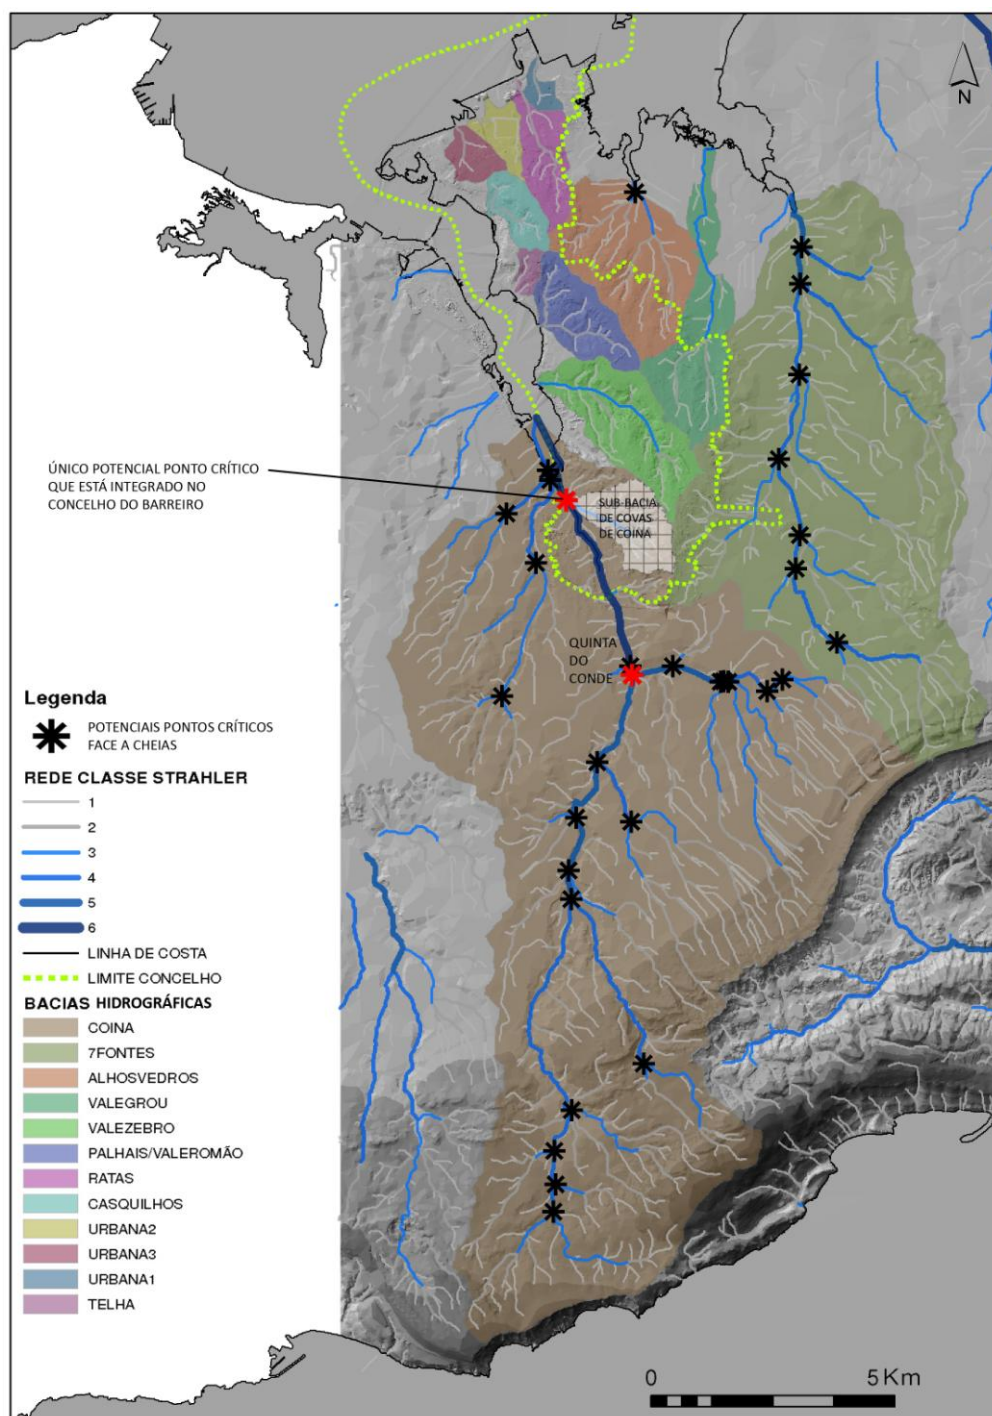 N
ÚNICO POTENCIAL PONTO CRÍTICO
QUE ESTÁ INTEGRADO NO
CONCELHO DO BARREIRO
SUB-BACIA
DE COVAS
DE COINA
QUINTA
DO
CONDE
Legenda
POTENCIAIS PONTOS CRÍTICOS
FACE A CHEIAS
REDE CLASSE STRAHLER
1
2
3
4
5
6
LINHA DE COSTA
LIMITE CONCELHO
BACIAS HIDROGRÁFICAS
COINA
7FONTES
ALHOSVEDROS
VALEGROU
VALEZEBRO
PALHAIS/VALEROMÃO
RATAS
CASQUILHOS
URBANA2
URBANA3
URBANA1
TELHA
0 5 Km